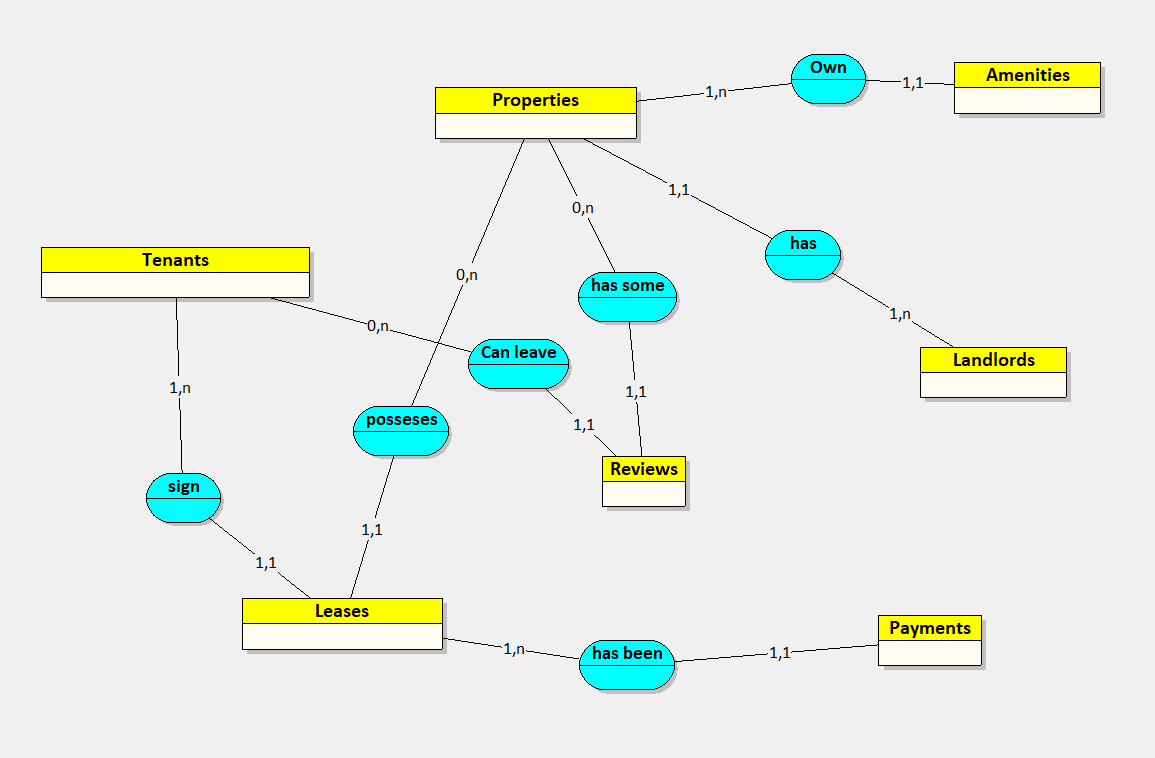 Own
Amenities
Properties
1,n
1,1
1,1
0,n
has
Tenants
0,n
has some
1,n
0,n
Can leave
Landlords
1,n
1,1
posseses
1,1
Reviews
sign
1,1
1,1
Leases
Payments
1,n
has been
1,1